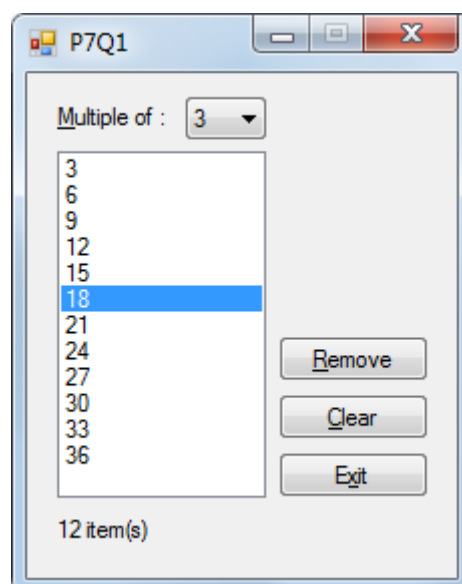 P7Q1
Multiple of : 3
3
6
9
12
15
18
21
24
27
30
33
36
Remove
Clear
Exit
12 item(s)